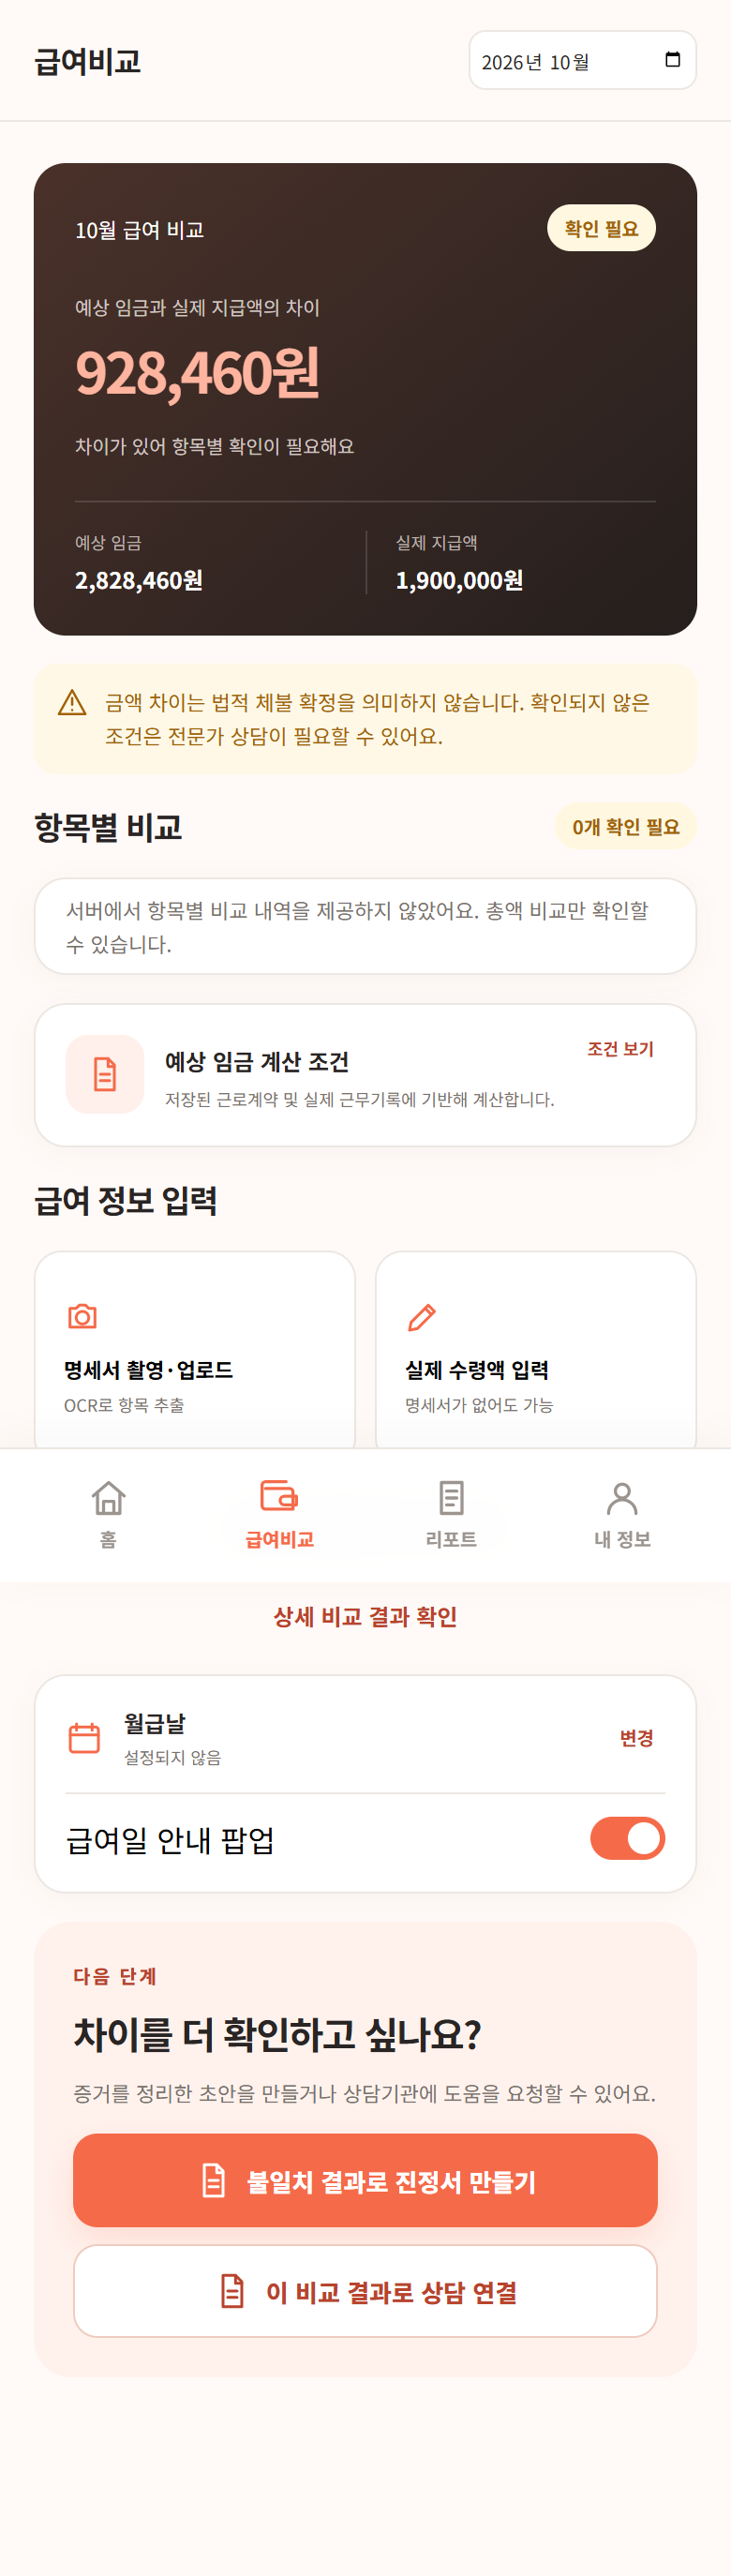 급여비교
2026년 10월
10월 급여 비교
확인 필요
예상 임금과 실제 지급액의 차이
928,460원
차이가 있어 항목별 확인이 필요해요
예상 임금
실제 지급액
2,828,460원
1,900,000원
금액 차이는 법적 체불 확정을 의미하지 않습니다. 확인되지 않은
조건은 전문가 상담이 필요할 수 있어요.
항목별 비교
0개 확인 필요
서버에서 항목별 비교 내역을 제공하지 않았어요. 총액 비교만 확인할
수 있습니다.
예상 임금 계산 조건
조건 보기
저장된 근로계약 및 실제 근무기록에 기반해 계산합니다.
급여 정보 입력
명세서 촬영·업로드
OCR로 항목 추출
실제 수령액 입력
명세서가 없어도 가능
홈
급여비교
리포트
내 정보
상세 비교 결과 확인
월급날
설정되지 않음
변경
급여일 안내 팝업
다음 단계
차이를 더 확인하고 싶나요?
증거를 정리한 초안을 만들거나 상담기관에 도움을 요청할 수 있어요.
불일치 결과로 진정서 만들기
이 비교 결과로 상담 연결